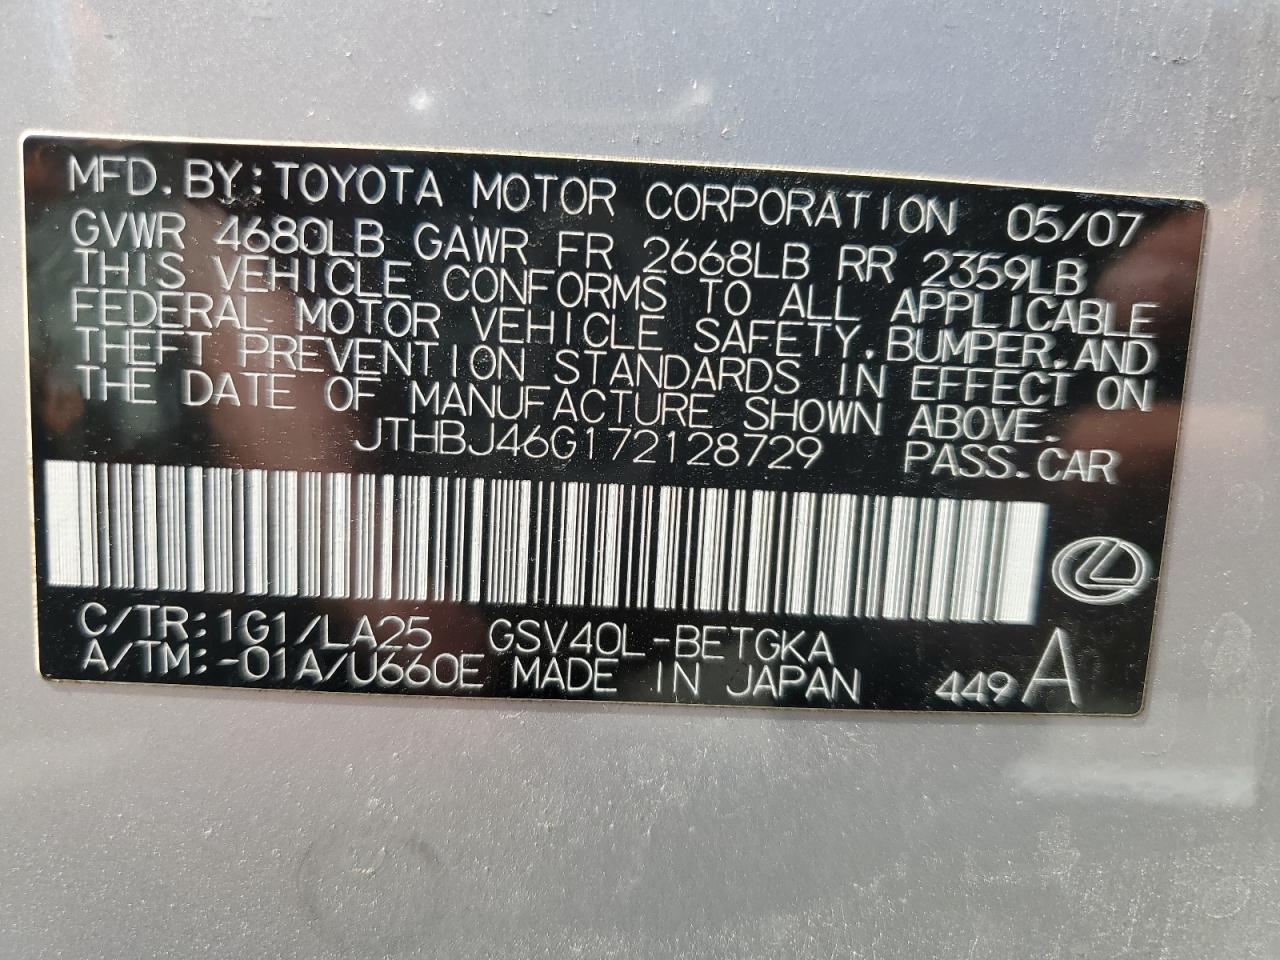 MFD. BY: TOYOTA MOTOR CORPORATION 05/07
GVWR 4680LB GAWR FR 2668LB RR 2359LB
THIS VEHICLE CONFORMS TO ALL APPLICABLE
FEDERAL MOTOR VEHICLE SAFETY, BUMPER, AND
THEFT PREVENTION STANDARDS IN EFFECT ON
THE DATE OF MANUFACTURE SHOWN ABOVE.
JTHBJ46G172128729 PASS. CAR
C/TR: 1G1/LA25 GSV40L-BETGKA
A/TM: -01A/U660E MADE IN JAPAN 449 A